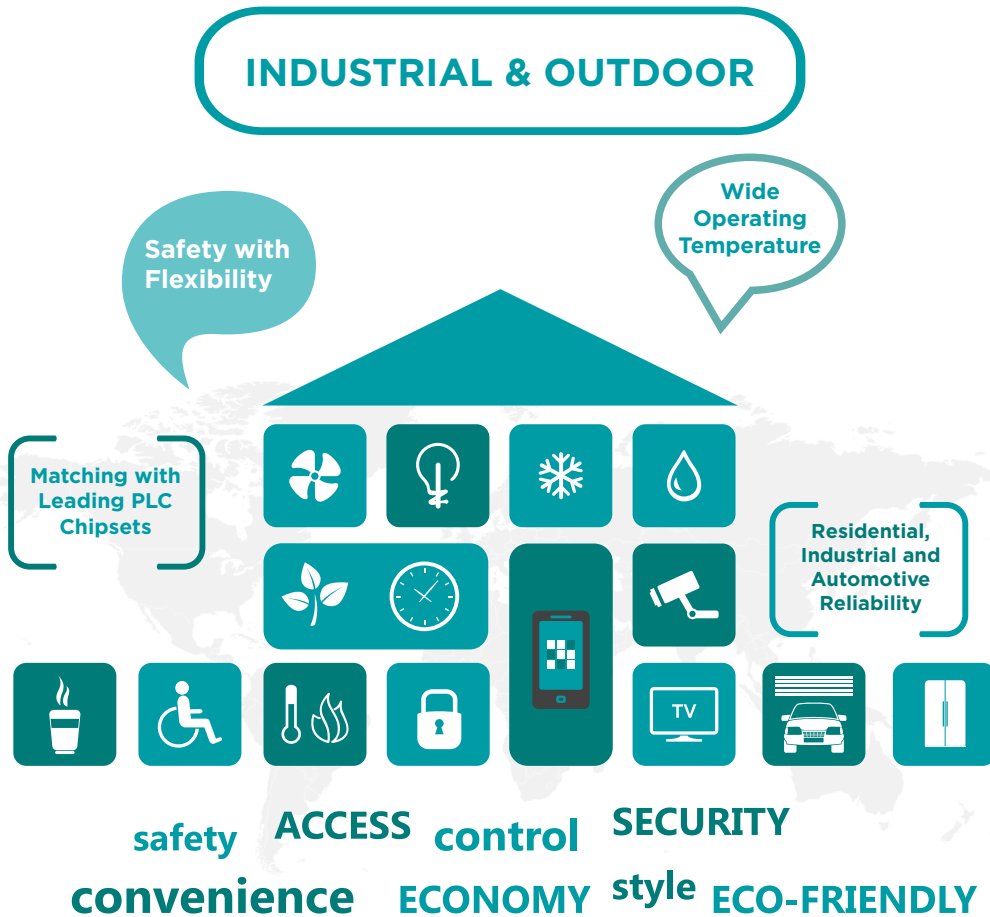 INDUSTRIAL & OUTDOOR
Safety with
Flexibility
Wide
Operating
Temperature
Matching with
Leading PLC
Chipsets
Residential,
Industrial and
Automotive
Reliability
TV
safety ACCESS control SECURITY
convenience ECONOMY style ECO-FRIENDLY